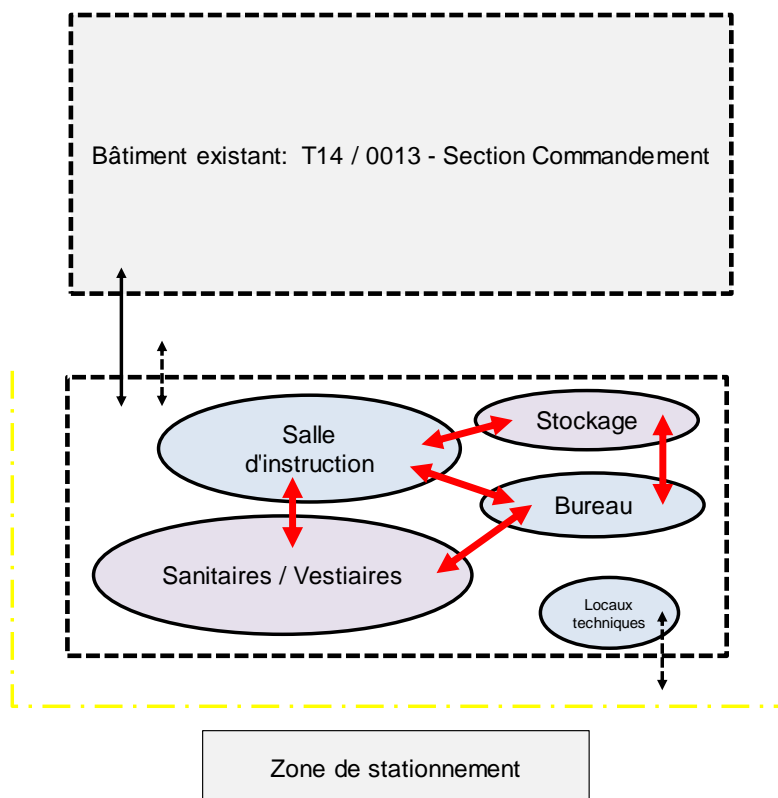 Bâtiment existant: T14 / 0013 - Section Commandement
Stockage
Salle
d'instruction
Bureau
Sanitaires / Vestiaires
Locaux
techniques
Zone de stationnement